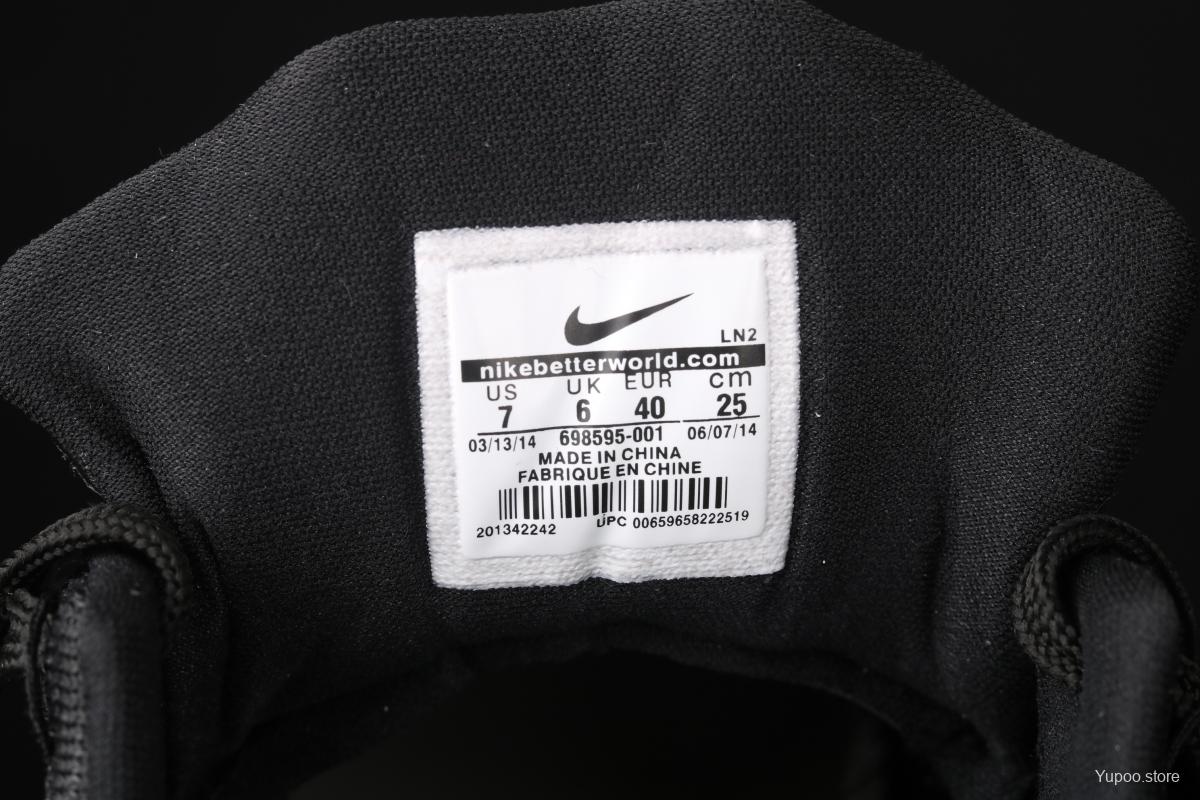 LN2
nikebetterworld.com
US UK EUR cm
7 6 40 25
03/13/14 698595-001 06/07/14
MADE IN CHINA
FABRIQUE EN CHINE
201342242 UPC 00659658222519
Yupoo.store